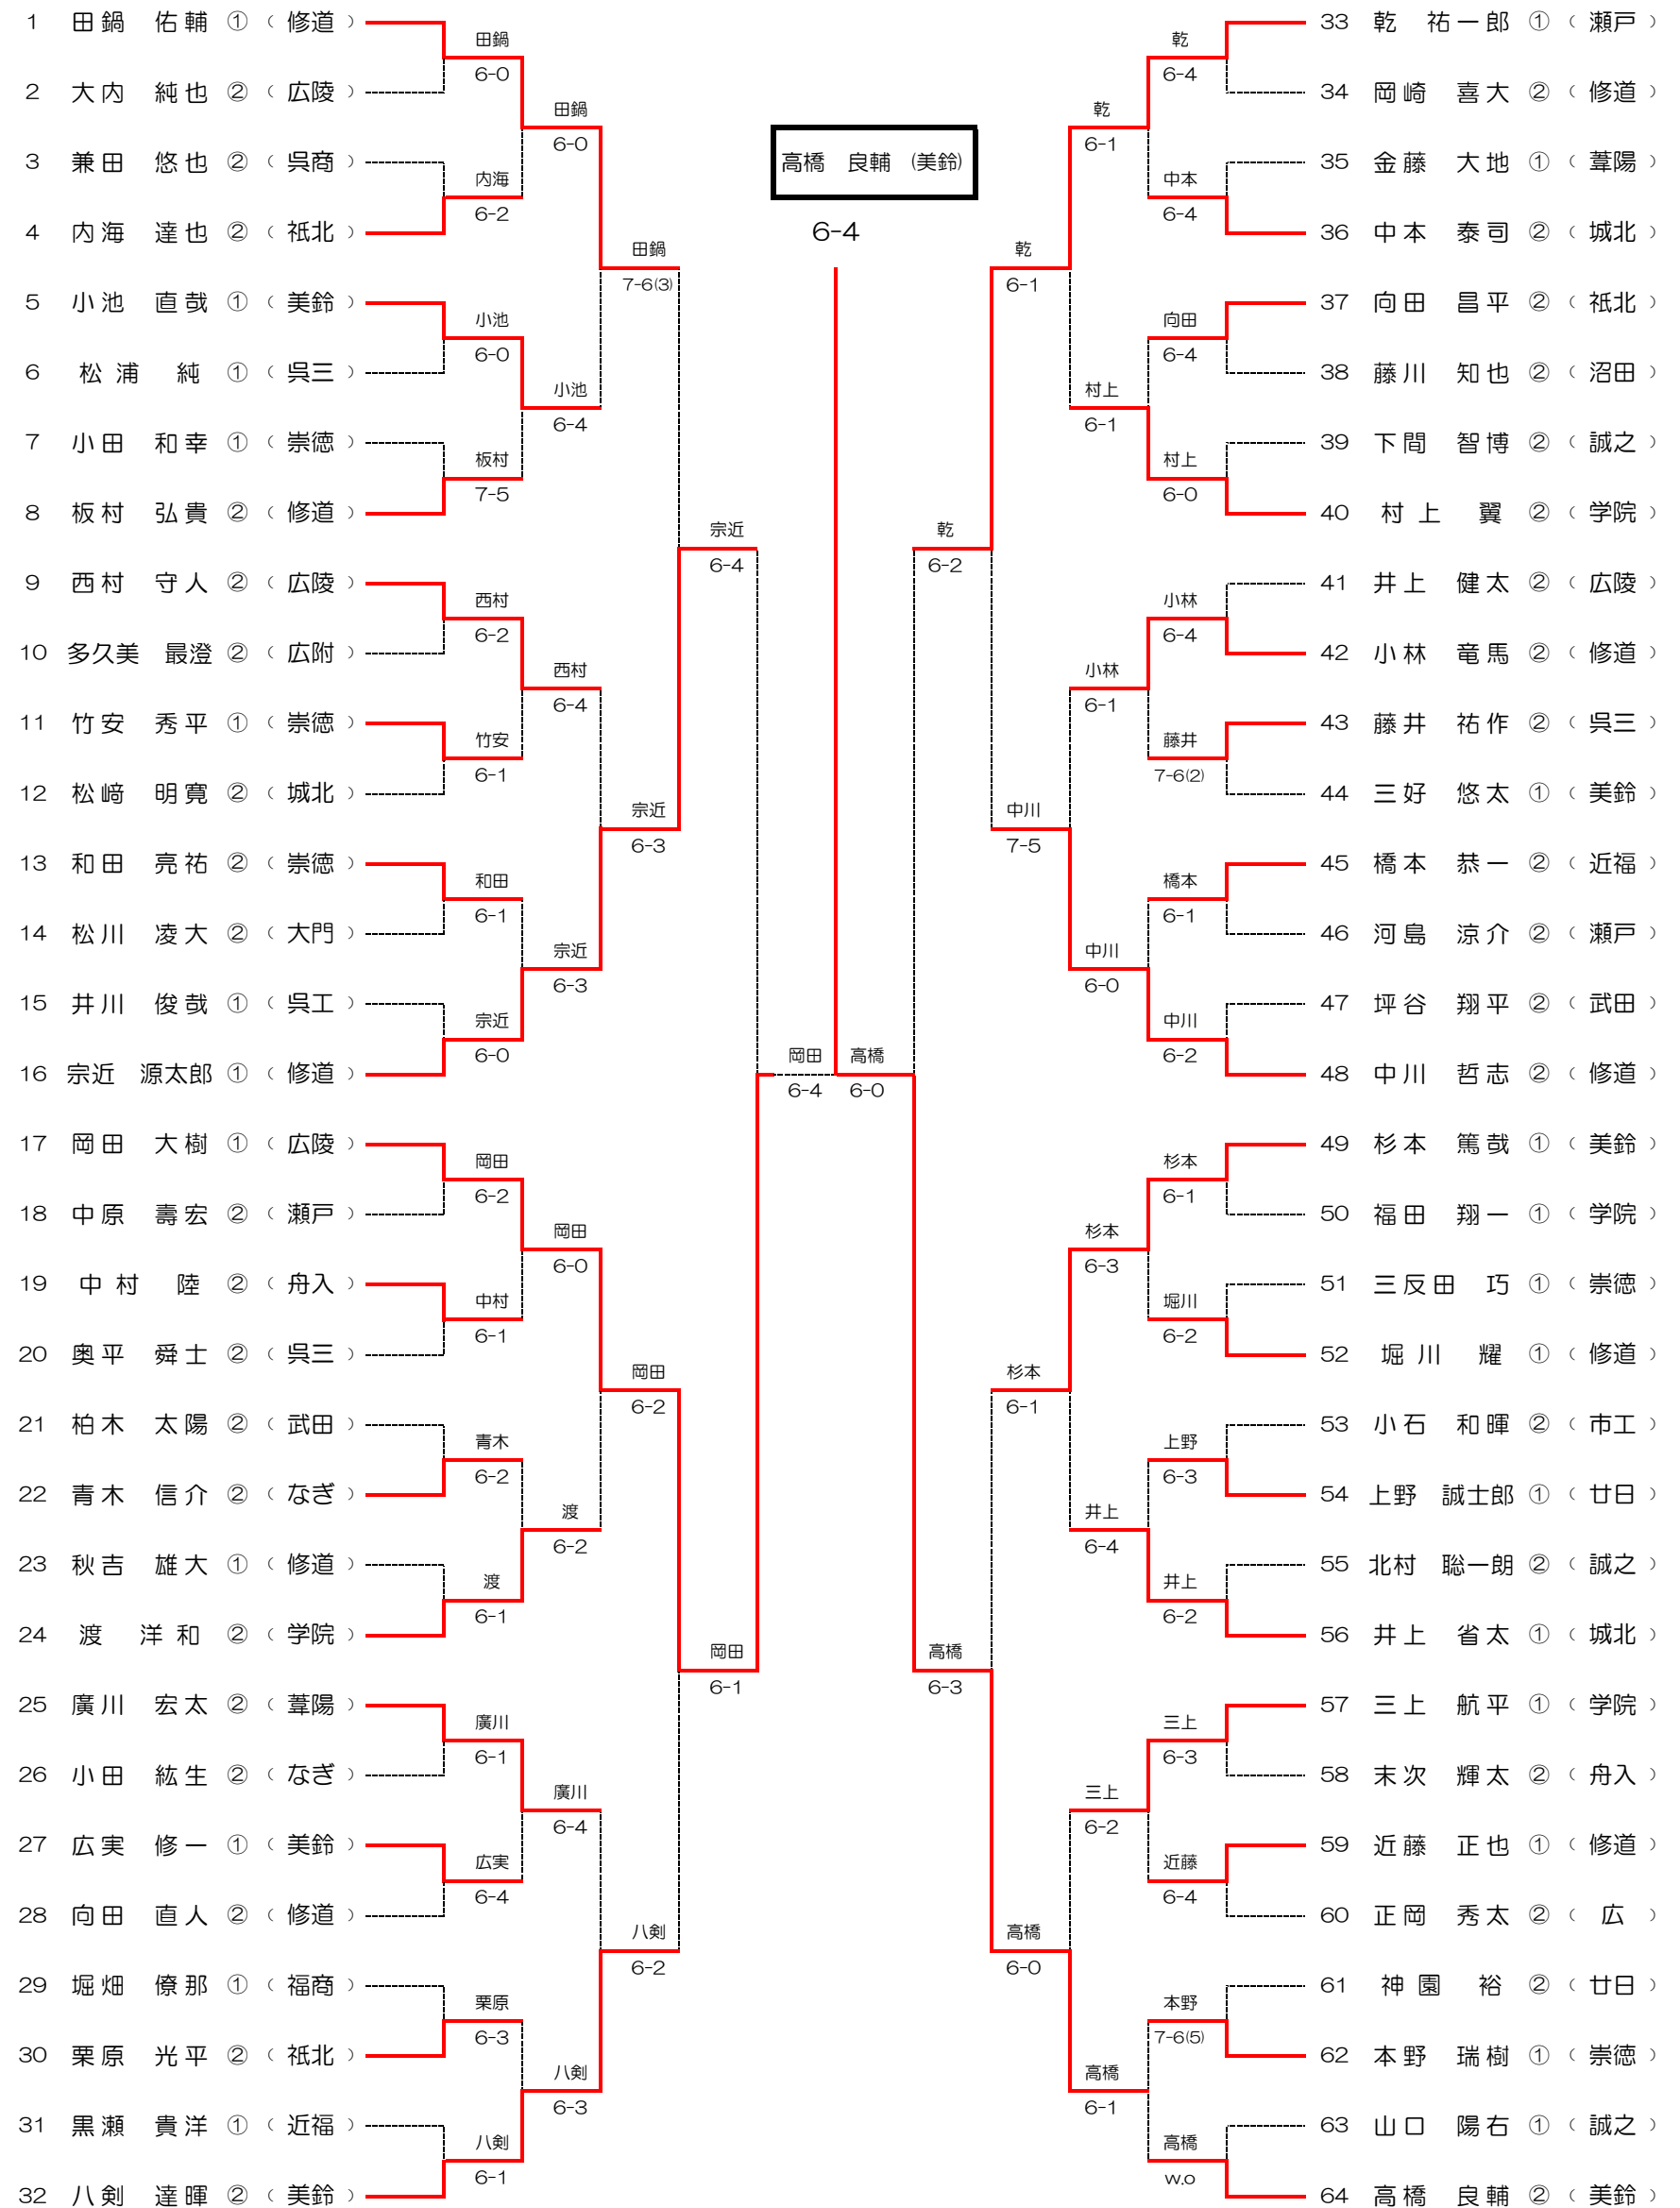 1 田鍋 佑輔 ① （ 修道 ）
2 大内 純也 ② （ 広陵 ）
3 兼田 悠也 ② （ 呉商 ）
4 内海 達也 ② （ 祇北 ）
5 小池 直哉 ① （ 美鈴 ）
6 松浦 純 ① （ 呉三 ）
7 小田 和幸 ① （ 崇徳 ）
8 板村 弘貴 ② （ 修道 ）
9 西村 守人 ② （ 広陵 ）
10 多久美 最澄 ② （ 広附 ）
11 竹安 秀平 ① （ 崇徳 ）
12 松﨑 明寛 ② （ 城北 ）
13 和田 亮祐 ② （ 崇徳 ）
14 松川 凌大 ② （ 大門 ）
15 井川 俊哉 ① （ 呉工 ）
16 宗近 源太郎 ① （ 修道 ）
17 岡田 大樹 ① （ 広陵 ）
18 中原 壽宏 ② （ 瀬戸 ）
19 中村 陸 ② （ 舟入 ）
20 奥平 舜士 ② （ 呉三 ）
21 柏木 太陽 ② （ 武田 ）
22 青木 信介 ② （ なぎ ）
23 秋吉 雄大 ① （ 修道 ）
24 渡 洋和 ② （ 学院 ）
25 廣川 宏太 ② （ 葦陽 ）
26 小田 紘生 ② （ なぎ ）
27 広実 修一 ① （ 美鈴 ）
28 向田 直人 ② （ 修道 ）
29 堀畑 僚那 ① （ 福商 ）
30 栗原 光平 ② （ 祇北 ）
31 黒瀬 貴洋 ① （ 近福 ）
32 八剣 達暉 ② （ 美鈴 ）
田鍋
6-0
内海
6-2
小池
6-0
板村
7-5
西村
6-2
竹安
6-1
和田
6-1
宗近
6-0
岡田
6-2
中村
6-1
青木
6-2
渡
6-1
廣川
6-1
広実
6-4
栗原
6-3
八剣
6-1
田鍋
6-0
小池
6-4
西村
6-4
宗近
6-3
岡田
6-0
渡
6-2
廣川
6-4
八剣
6-3
田鍋
7-6(3)
宗近
6-3
岡田
6-2
八剣
6-2
宗近
6-4
岡田
6-1
岡田
6-4
高橋 良輔 (美鈴)
6-4
高橋
6-0
乾
6-2
高橋
6-3
乾
6-1
中川
7-5
杉本
6-1
高橋
6-0
乾
6-1
村上
6-1
小林
6-1
中川
6-0
杉本
6-3
井上
6-4
三上
6-2
高橋
6-1
乾
6-4
中本
6-4
向田
6-4
村上
6-0
小林
6-4
藤井
7-6(2)
橋本
6-1
中川
6-2
杉本
6-1
堀川
6-2
上野
6-3
井上
6-2
三上
6-3
近藤
6-4
本野
7-6(5)
高橋
w.o
33 乾 祐一郎 ① （ 瀬戸 ）
34 岡崎 喜大 ② （ 修道 ）
35 金藤 大地 ① （ 葦陽 ）
36 中本 泰司 ② （ 城北 ）
37 向田 昌平 ② （ 祇北 ）
38 藤川 知也 ② （ 沼田 ）
39 下間 智博 ② （ 誠之 ）
40 村上 翼 ② （ 学院 ）
41 井上 健太 ② （ 広陵 ）
42 小林 竜馬 ② （ 修道 ）
43 藤井 祐作 ② （ 呉三 ）
44 三好 悠太 ① （ 美鈴 ）
45 橋本 恭一 ② （ 近福 ）
46 河島 涼介 ② （ 瀬戸 ）
47 坪谷 翔平 ② （ 武田 ）
48 中川 哲志 ② （ 修道 ）
49 杉本 篤哉 ① （ 美鈴 ）
50 福田 翔一 ① （ 学院 ）
51 三反田 巧 ① （ 崇徳 ）
52 堀川 耀 ① （ 修道 ）
53 小石 和暉 ② （ 市工 ）
54 上野 誠士郎 ① （ 廿日 ）
55 北村 聡一朗 ② （ 誠之 ）
56 井上 省太 ① （ 城北 ）
57 三上 航平 ① （ 学院 ）
58 末次 輝太 ② （ 舟入 ）
59 近藤 正也 ① （ 修道 ）
60 正岡 秀太 ② （ 広 ）
61 神園 裕 ② （ 廿日 ）
62 本野 瑞樹 ① （ 崇徳 ）
63 山口 陽右 ① （ 誠之 ）
64 高橋 良輔 ② （ 美鈴 ）